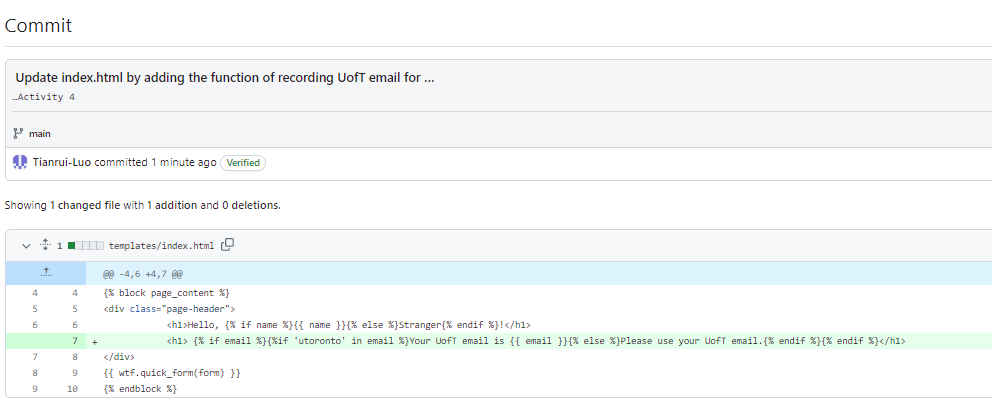 Commit
Update index.html by adding the function of recording UofT email for ...
…Activity 4
main
Tianrui-Luo committed 1 minute ago Verified
Showing 1 changed file with 1 addition and 0 deletions.
1 templates/index.html
@@ -4,6 +4,7 @@
4 4 {% block page_content %}
5 5 <div class="page-header">
6 6 <h1>Hello, {% if name %}{{ name }}{% else %}Stranger{% endif %}!</h1>
7 + <h1> {% if email %}{%if 'utoronto' in email %}Your UofT email is {{ email }}{% else %}Please use your UofT email.{% endif %}{% endif %}</h1>
7 8 </div>
8 9 {{ wtf.quick_form(form) }}
9 10 {% endblock %}